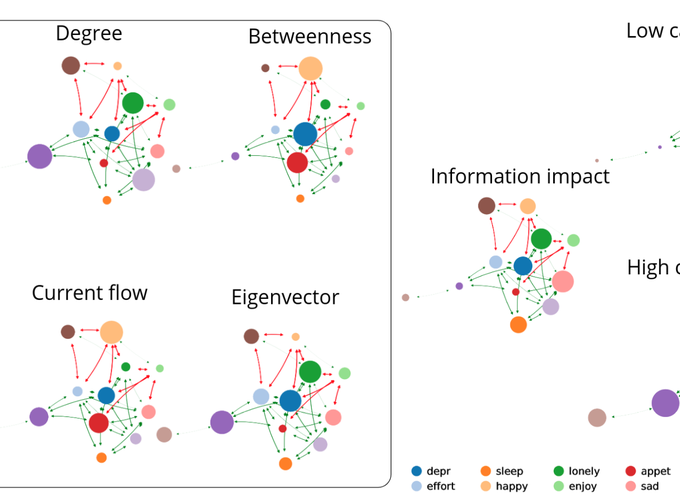 Degree
Betweenness
Low
Information impact
High
Current flow
Eigenvector
depr sleep lonely appet
effort happy enjoy sad